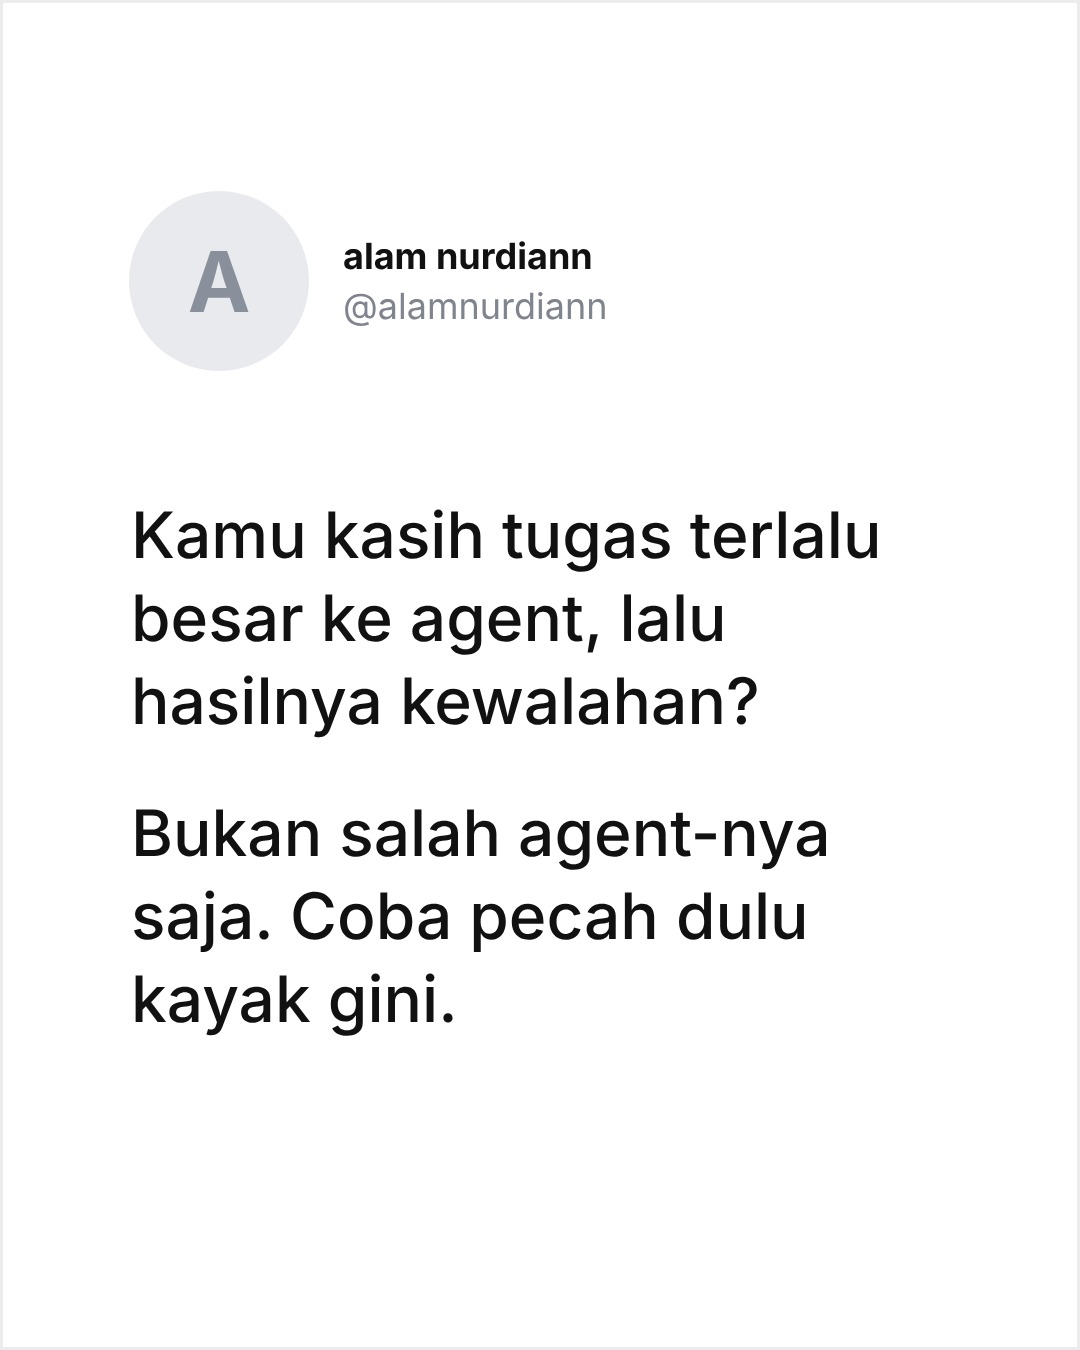 A
alam nurdiann
@alamnurdiann
Kamu kasih tugas terlalu
besar ke agent, lalu
hasilnya kewalahan?
Bukan salah agent-nya
saja. Coba pecah dulu
kayak gini.